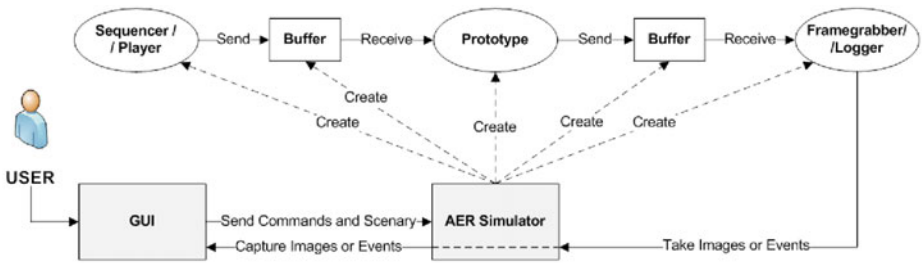 Sequencer /
/ Player
Send
Buffer
Receive
Prototype
Send
Buffer
Receive
Framegrabber/
/Logger
Create
Create
Create
Create
Create
USER
GUI
Send Commands and Scenary
AER Simulator
Capture Images or Events
Take Images or Events